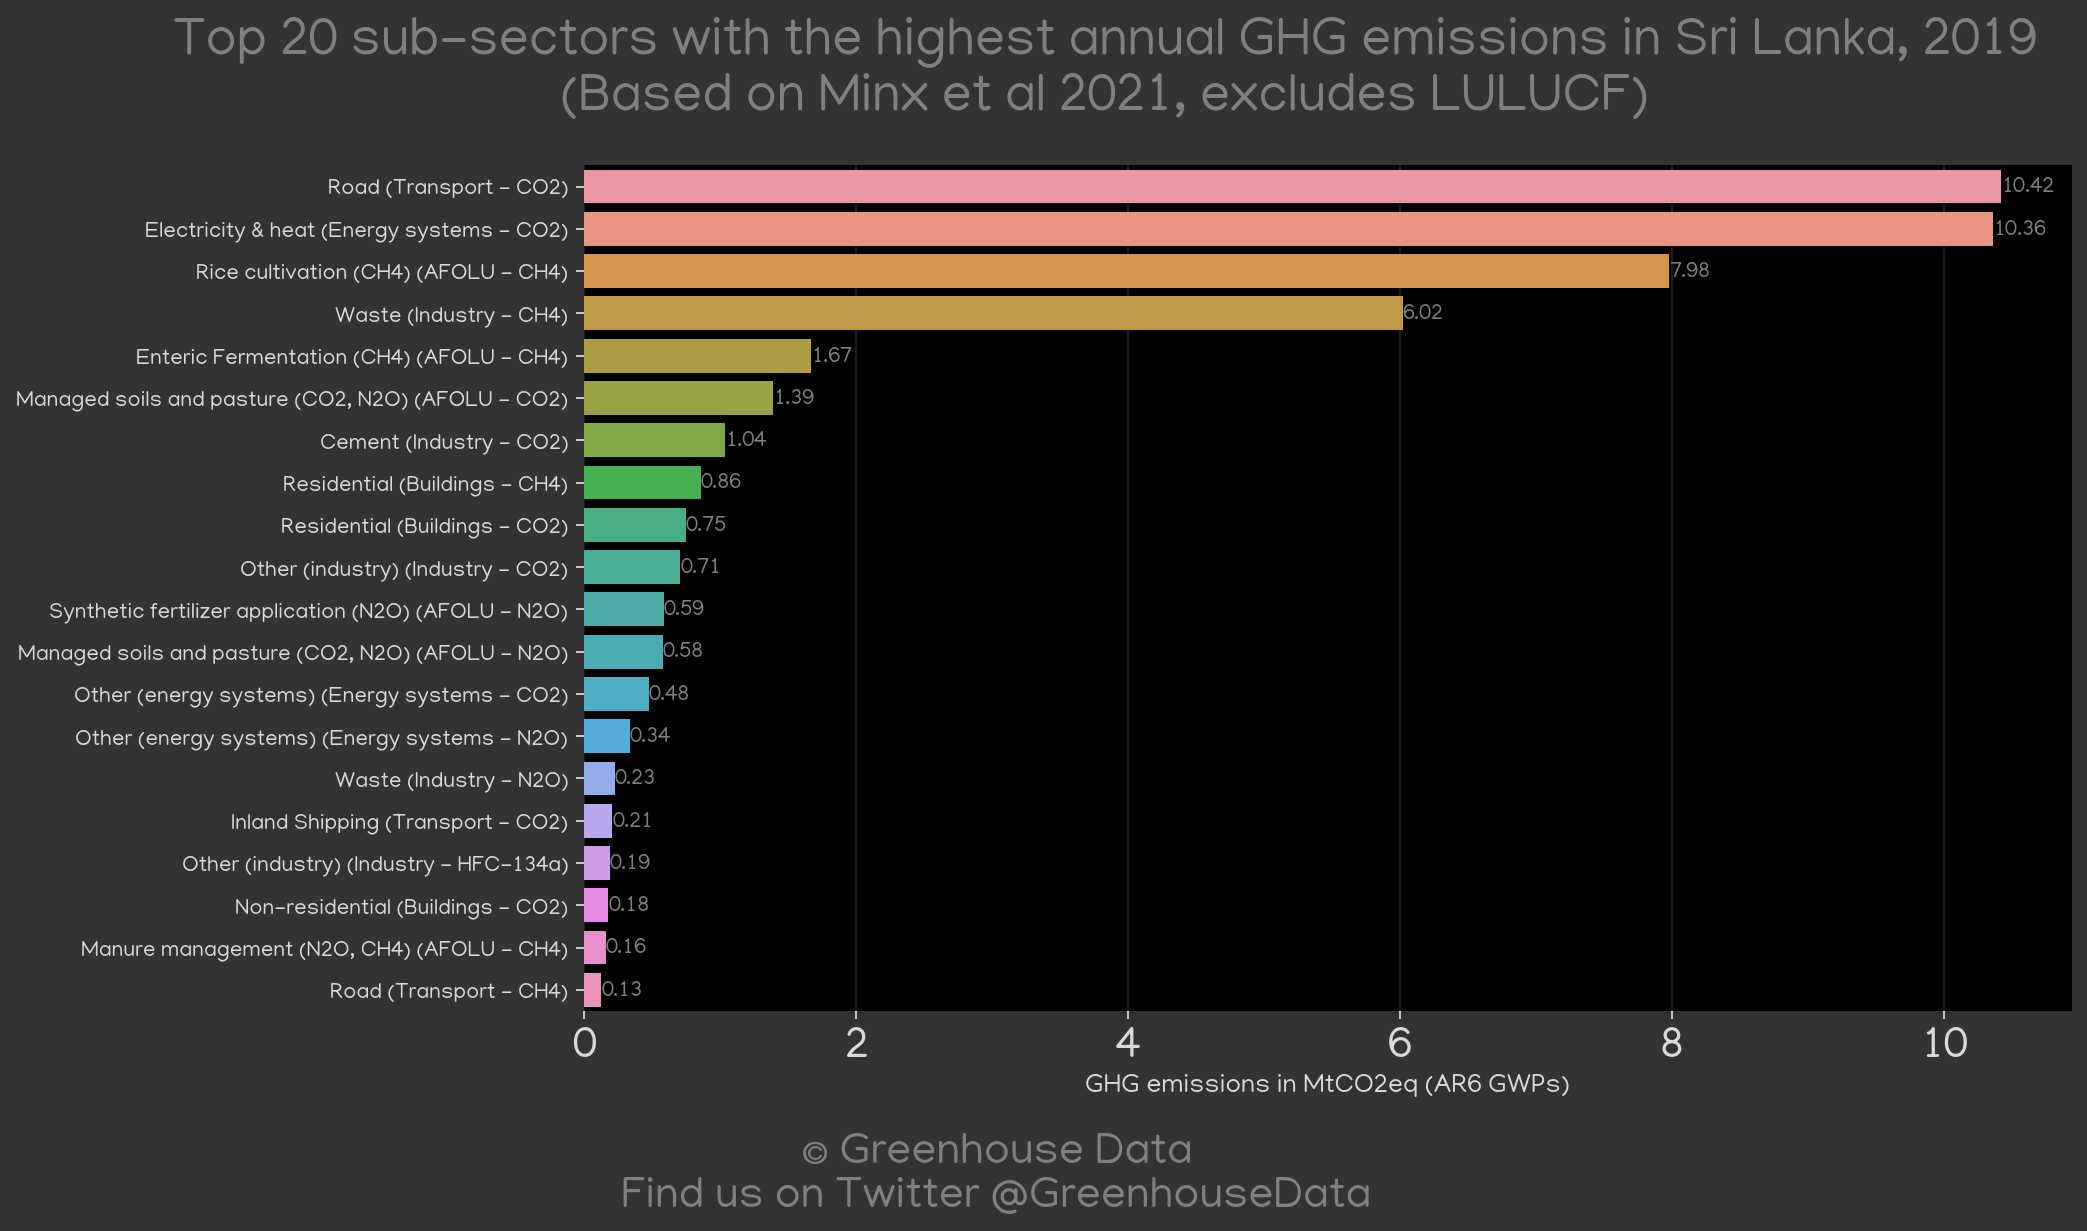 Top 20 sub-sectors with the highest annual GHG emissions in Sri Lanka, 2019
(Based on Minx et al 2021, excludes LULUCF)
Road (Transport - CO2) 10.42
Electricity & heat (Energy systems - CO2) 10.36
Rice cultivation (CH4) (AFOLU - CH4) 7.98
Waste (Industry - CH4) 6.02
Enteric Fermentation (CH4) (AFOLU - CH4) 1.67
Managed soils and pasture (CO2, N2O) (AFOLU - CO2) 1.39
Cement (Industry - CO2) 1.04
Residential (Buildings - CH4) 0.86
Residential (Buildings - CO2) 0.75
Other (industry) (Industry - CO2) 0.71
Synthetic fertilizer application (N2O) (AFOLU - N2O) 0.59
Managed soils and pasture (CO2, N2O) (AFOLU - N2O) 0.58
Other (energy systems) (Energy systems - CO2) 0.48
Other (energy systems) (Energy systems - N2O) 0.34
Waste (Industry - N2O) 0.23
Inland Shipping (Transport - CO2) 0.21
Other (industry) (Industry - HFC-134a) 0.19
Non-residential (Buildings - CO2) 0.18
Manure management (N2O, CH4) (AFOLU - CH4) 0.16
Road (Transport - CH4) 0.13
0 2 4 6 8 10
GHG emissions in MtCO2eq (AR6 GWPs)
© Greenhouse Data
Find us on Twitter @GreenhouseData